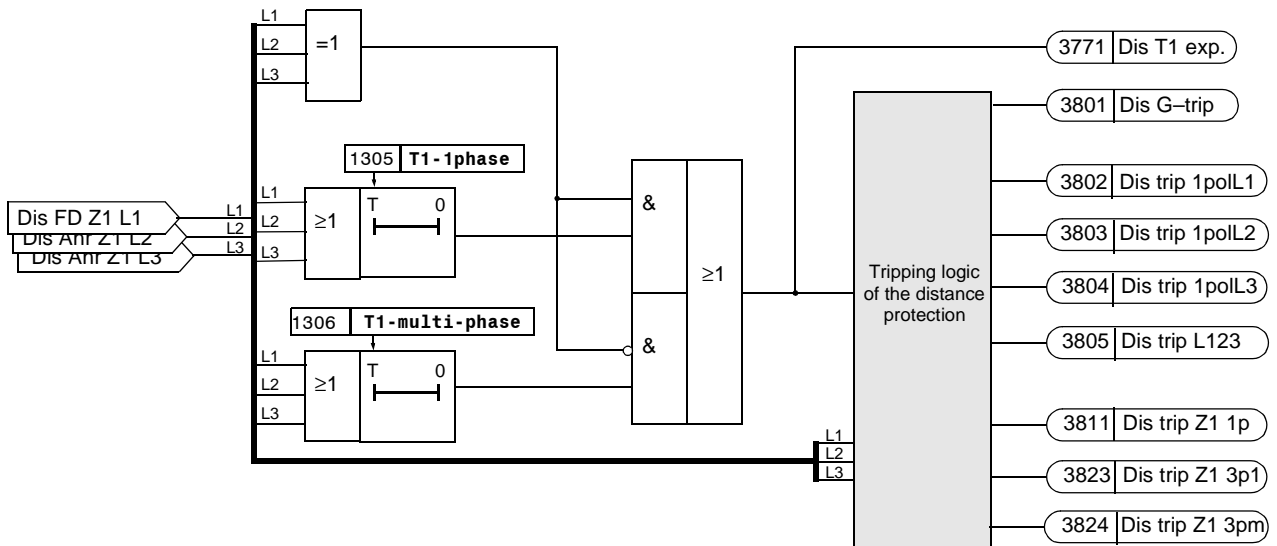 L1
L2
L3
=1
3771 Dis T1 exp.
3801 Dis G–trip
1305 T1-1phase
L1
L2
L3
≥1
T 0
&
3802 Dis trip 1polL1
Dis FD Z1 L1
Dis Anr Z1 L2
Dis Anr Z1 L3
L1
L2
L3
3803 Dis trip 1polL2
≥1
Tripping logic
of the distance
protection
3804 Dis trip 1polL3
1306 T1-multi-phase
&
3805 Dis trip L123
L1
L2
L3
≥1
T 0
3811 Dis trip Z1 1p
L1
L2
L3
3823 Dis trip Z1 3p1
3824 Dis trip Z1 3pm